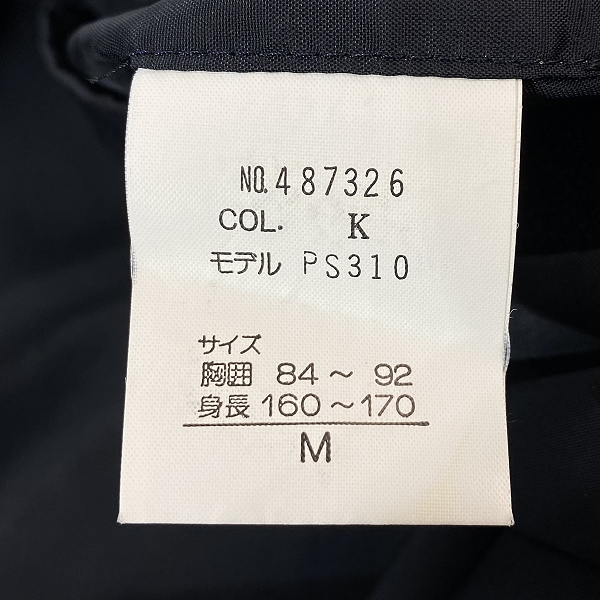 NO.487326
COL. K
モデル PS310
サイズ
胸囲 84～ 92
身長 160～170
M